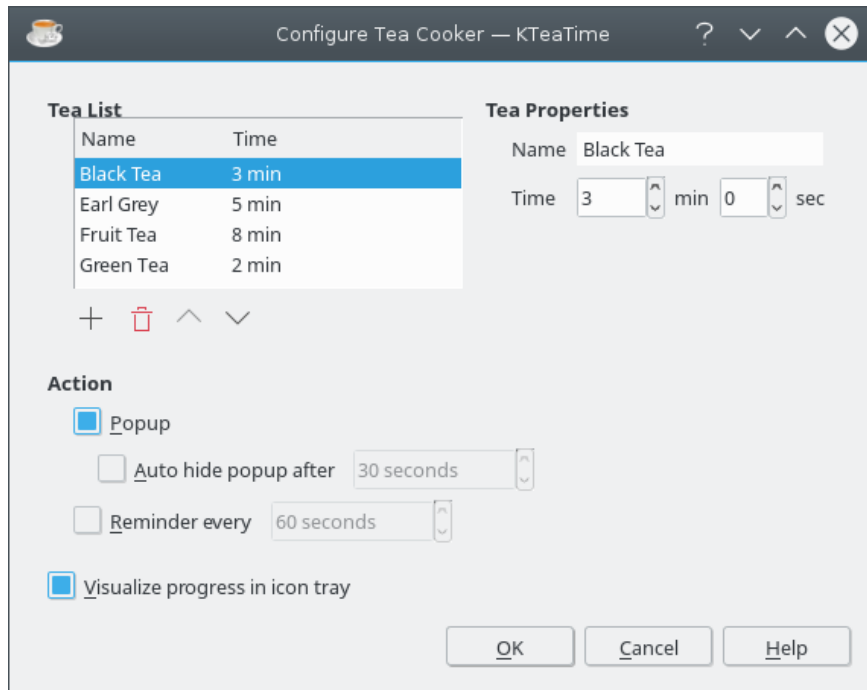 Configure Tea Cooker — KTeaTime
Tea List
Name Time
Black Tea 3 min
Earl Grey 5 min
Fruit Tea 8 min
Green Tea 2 min
Tea Properties
Name Black Tea
Time 3 min 0 sec
Action
Popup
Auto hide popup after 30 seconds
Reminder every 60 seconds
Visualize progress in icon tray
OK Cancel Help